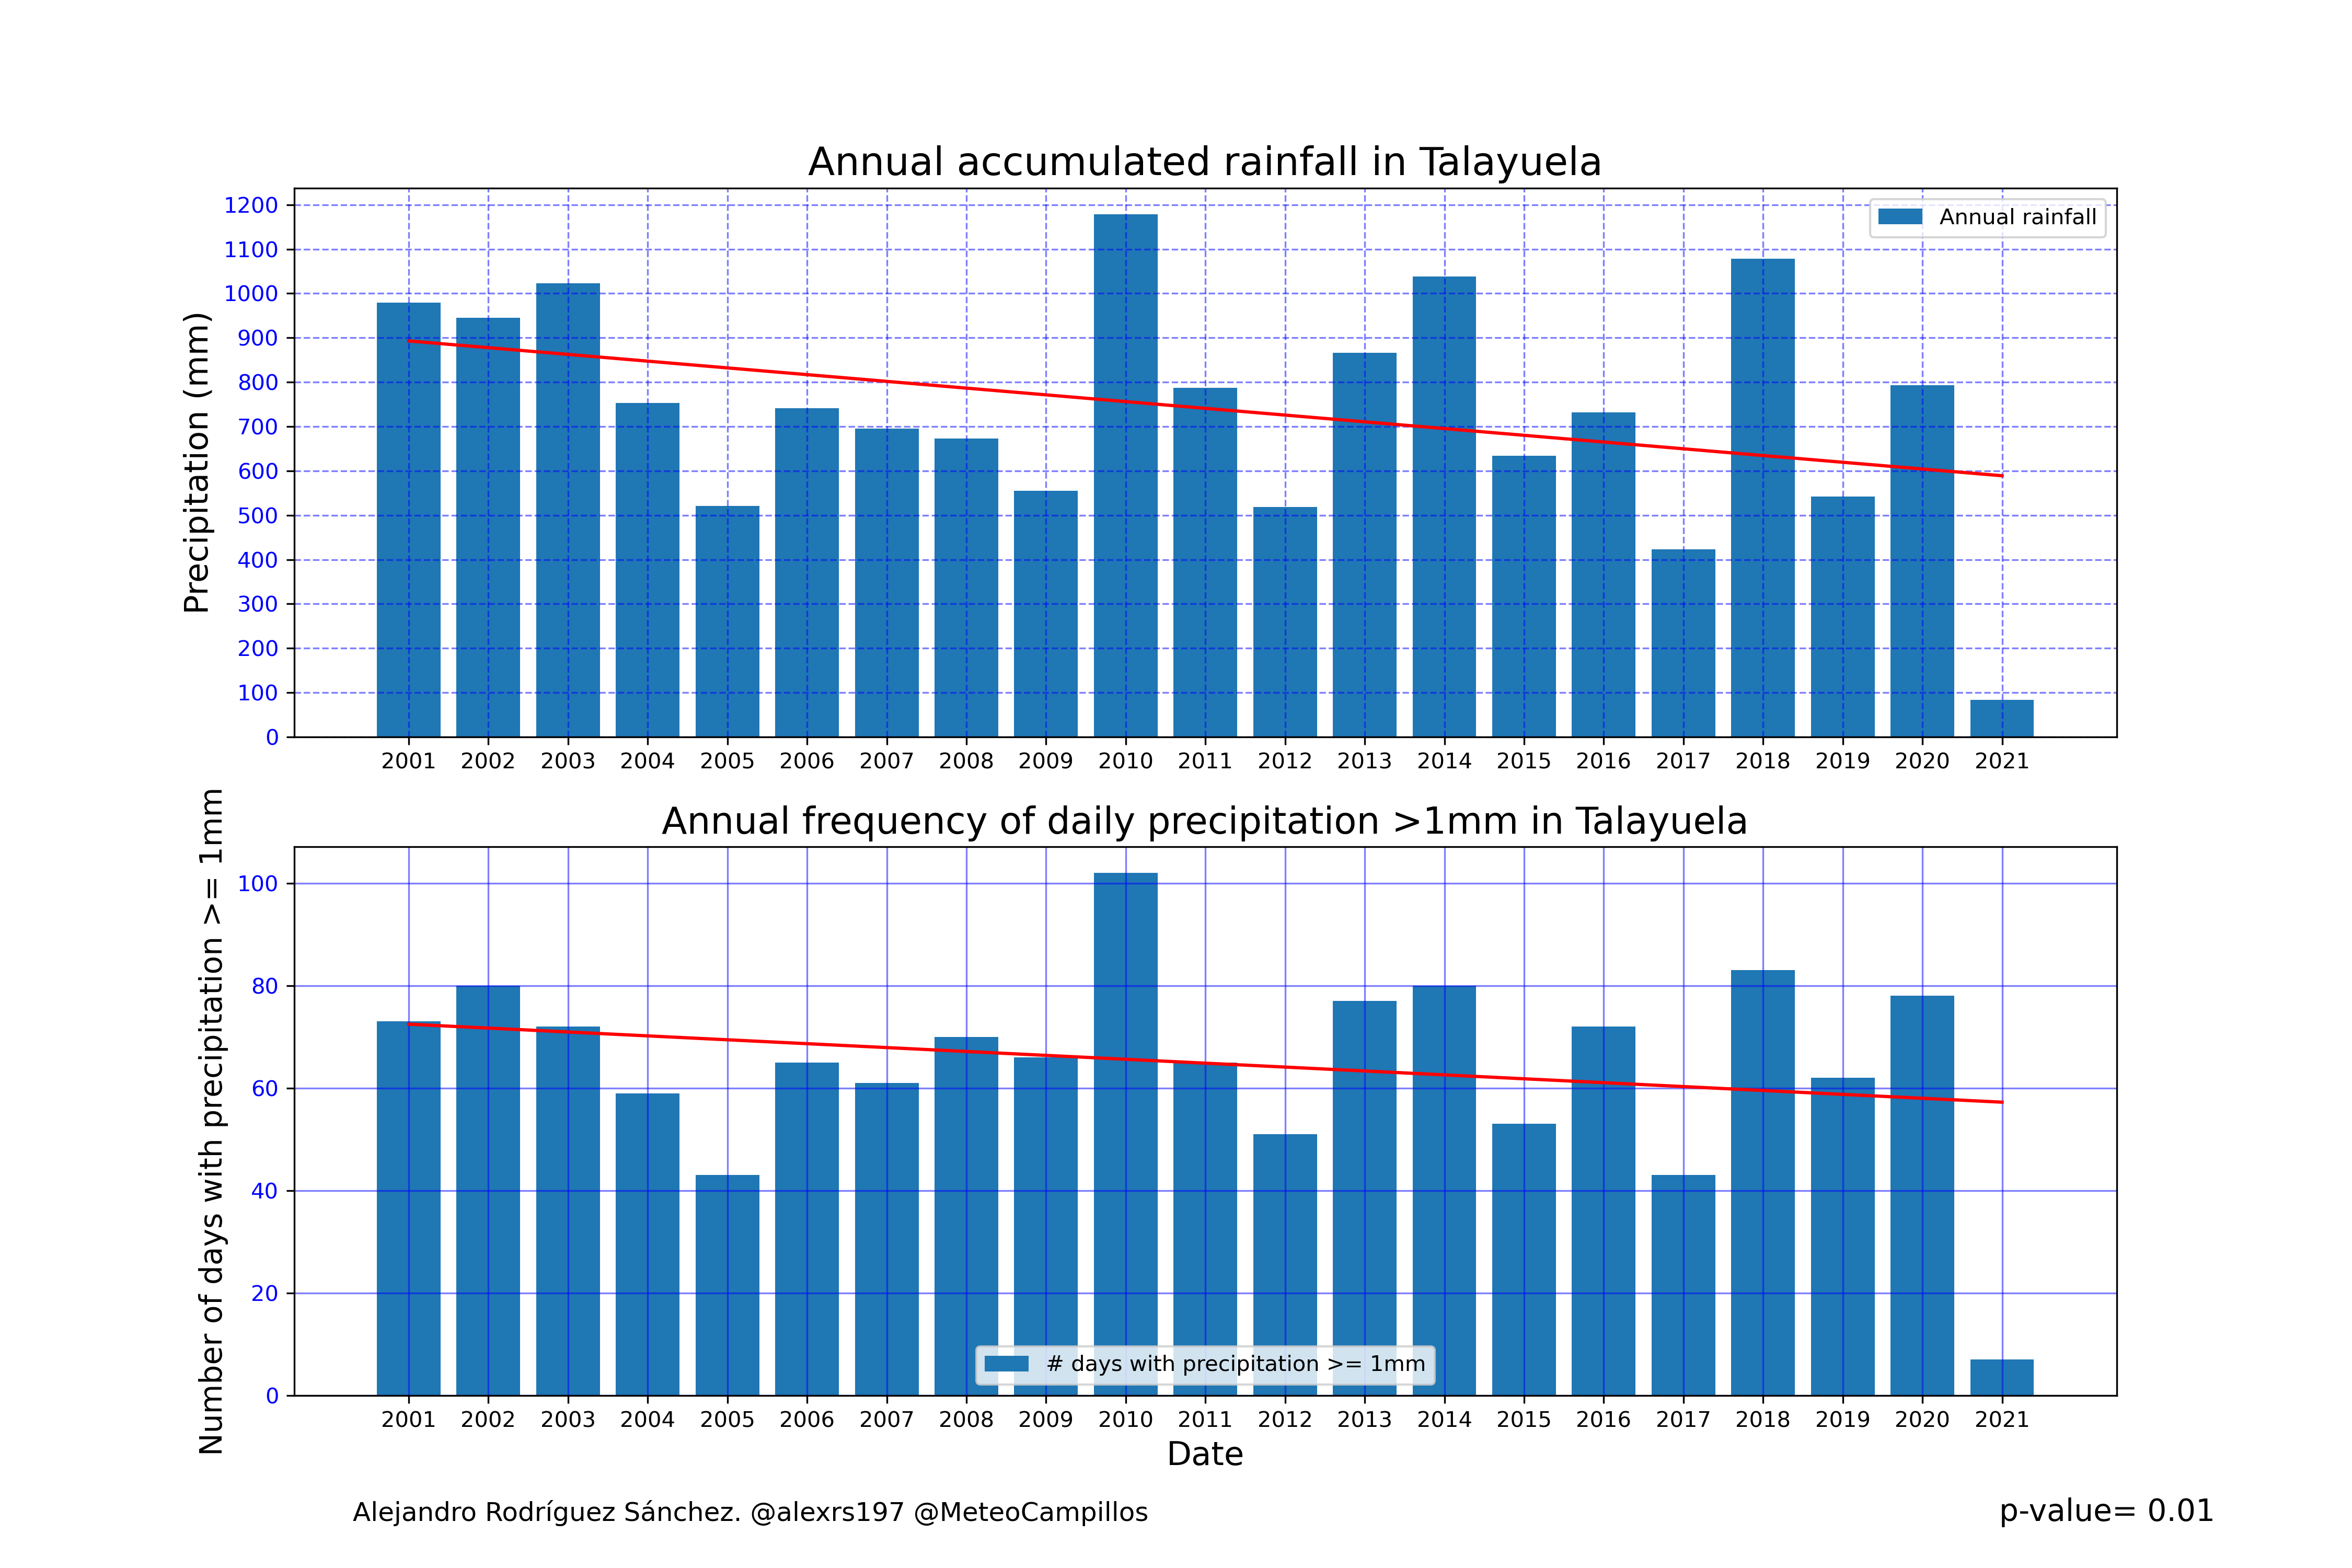 Annual accumulated rainfall in Talayuela
Precipitation (mm)
1200
1100
1000
900
800
700
600
500
400
300
200
100
0
Annual rainfall
2001 2002 2003 2004 2005 2006 2007 2008 2009 2010 2011 2012 2013 2014 2015 2016 2017 2018 2019 2020 2021
Annual frequency of daily precipitation >1mm in Talayuela
Number of days with precipitation >= 1mm
100
80
60
40
20
0
# days with precipitation >= 1mm
2001 2002 2003 2004 2005 2006 2007 2008 2009 2010 2011 2012 2013 2014 2015 2016 2017 2018 2019 2020 2021
Date
Alejandro Rodríguez Sánchez. @alexrs197 @MeteoCampillos
p-value= 0.01